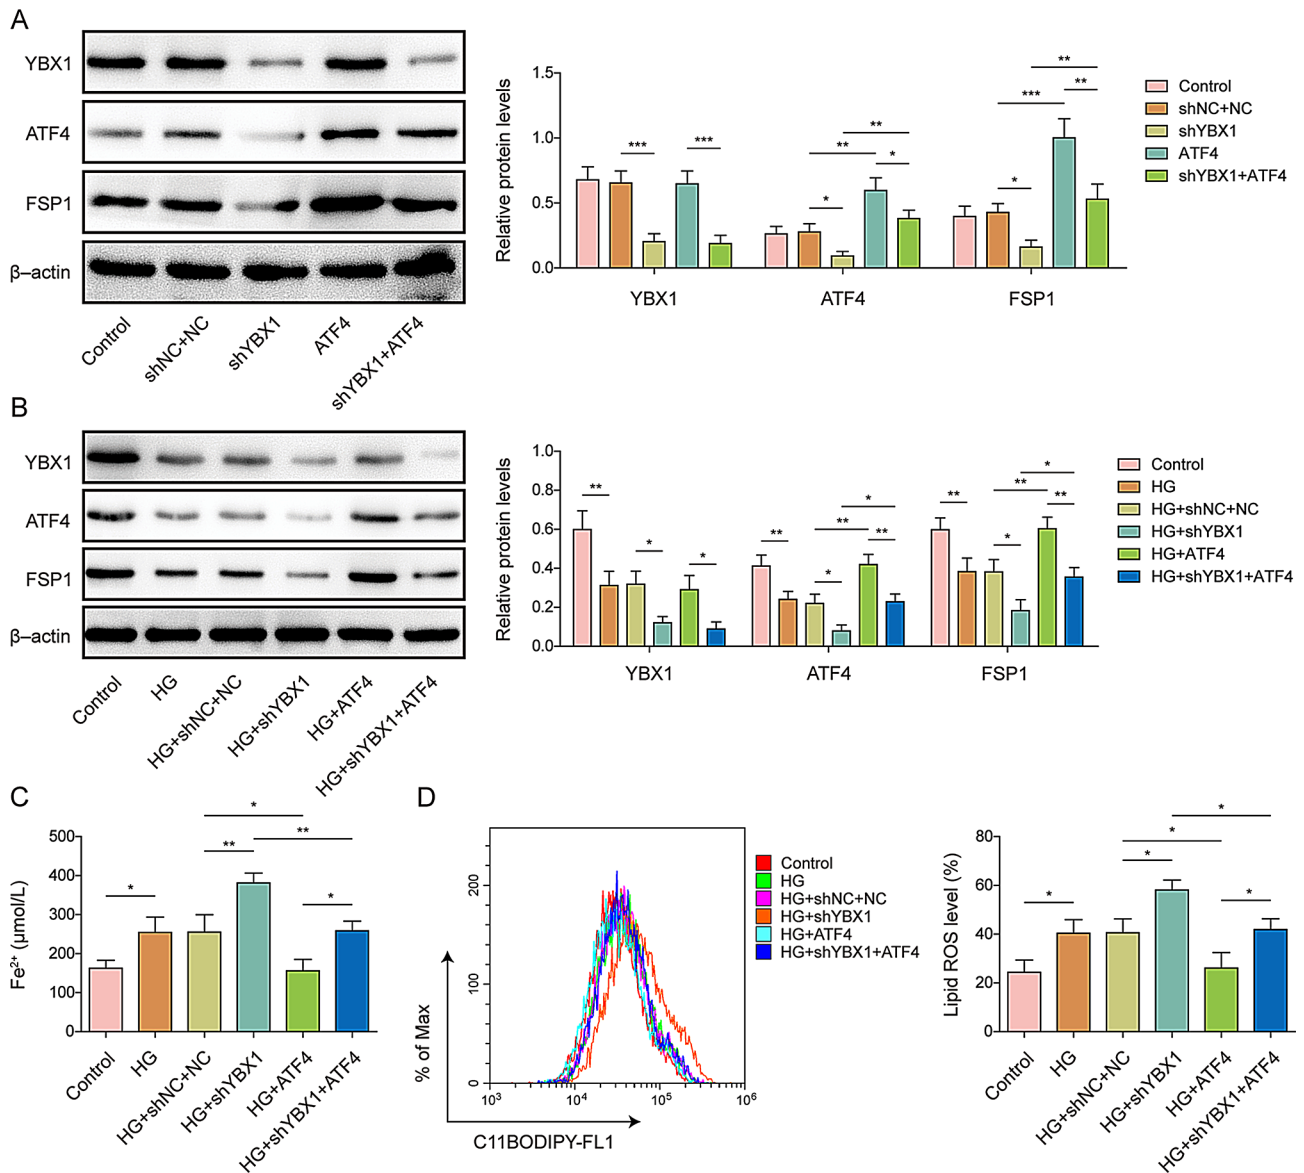 A
YBX1
ATF4
FSP1
β–actin
Control
shNC+NC
shYBX1
ATF4
shYBX1+ATF4
Relative protein levels
1.5
1.0
0.5
0.0
*** ***
** ** * *
** ** *** *
YBX1 ATF4 FSP1
Control
shNC+NC
shYBX1
ATF4
shYBX1+ATF4
B
YBX1
ATF4
FSP1
β–actin
Control
HG
HG+shNC+NC
HG+shYBX1
HG+ATF4
HG+shYBX1+ATF4
Relative protein levels
1.0
0.8
0.6
0.4
0.2
0.0
** * *
** * ** * **
** * ** * **
YBX1 ATF4 FSP1
Control
HG
HG+shNC+NC
HG+shYBX1
HG+ATF4
HG+shYBX1+ATF4
C
Fe²⁺ (μmol/L)
500
400
300
200
100
0
* ** * ** *
Control
HG
HG+shNC+NC
HG+shYBX1
HG+ATF4
HG+shYBX1+ATF4
D
% of Max
200
100
0
10³ 10⁴ 10⁵ 10⁶
C11BODIPY-FL1
Control
HG
HG+shNC+NC
HG+shYBX1
HG+ATF4
HG+shYBX1+ATF4
Lipid ROS level (%)
80
60
40
20
0
* * * * *
Control
HG
HG+shNC+NC
HG+shYBX1
HG+ATF4
HG+shYBX1+ATF4